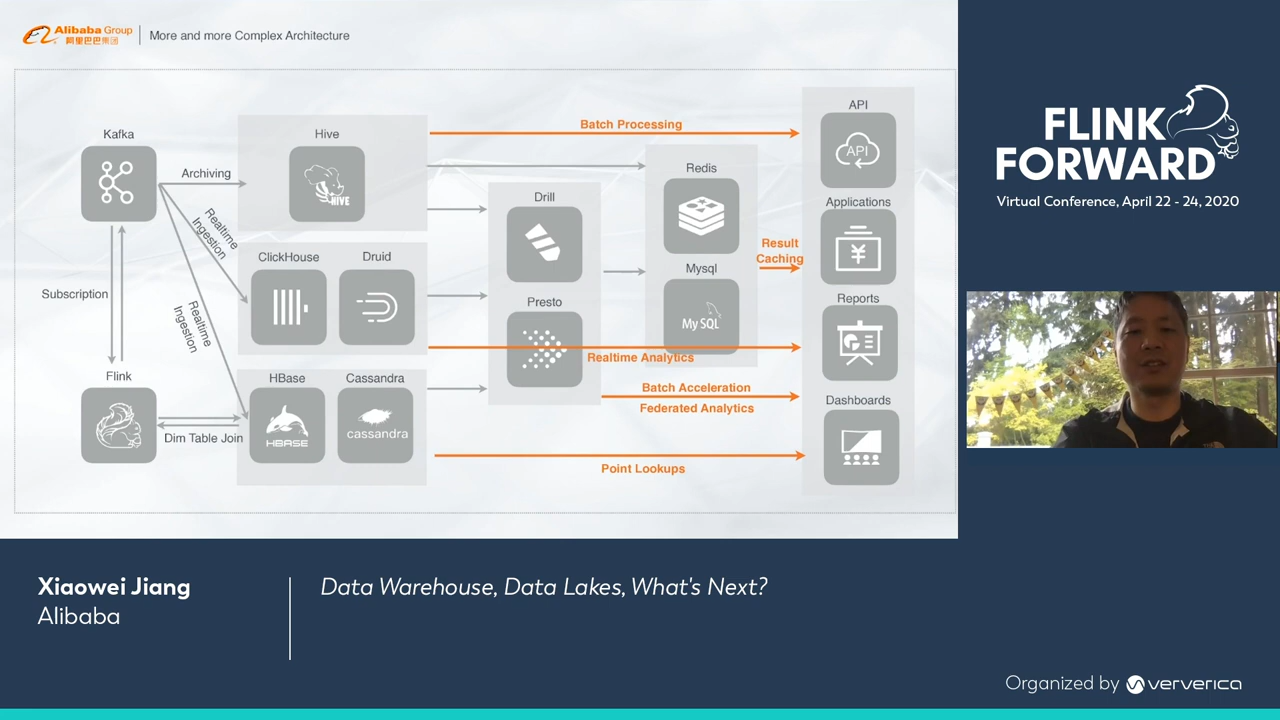 Alibaba Group
阿里巴巴集团
More and more Complex Architecture
Kafka
Archiving
Realtime
Ingestion
Realtime
Ingestion
Subscription
Flink
Dim Table Join
Hive
HIVE
ClickHouse
Druid
HBase
Cassandra
HBASE
cassandra
Drill
Presto
Redis
Mysql
My SQL
Batch Processing
Result
Caching
Realtime Analytics
Batch Acceleration
Federated Analytics
Point Lookups
API
API
Applications
Reports
Dashboards
FLINK
FORWARD
Virtual Conference, April 22 - 24, 2020
Xiaowei Jiang
Alibaba
Data Warehouse, Data Lakes, What's Next?
Organized by ververica